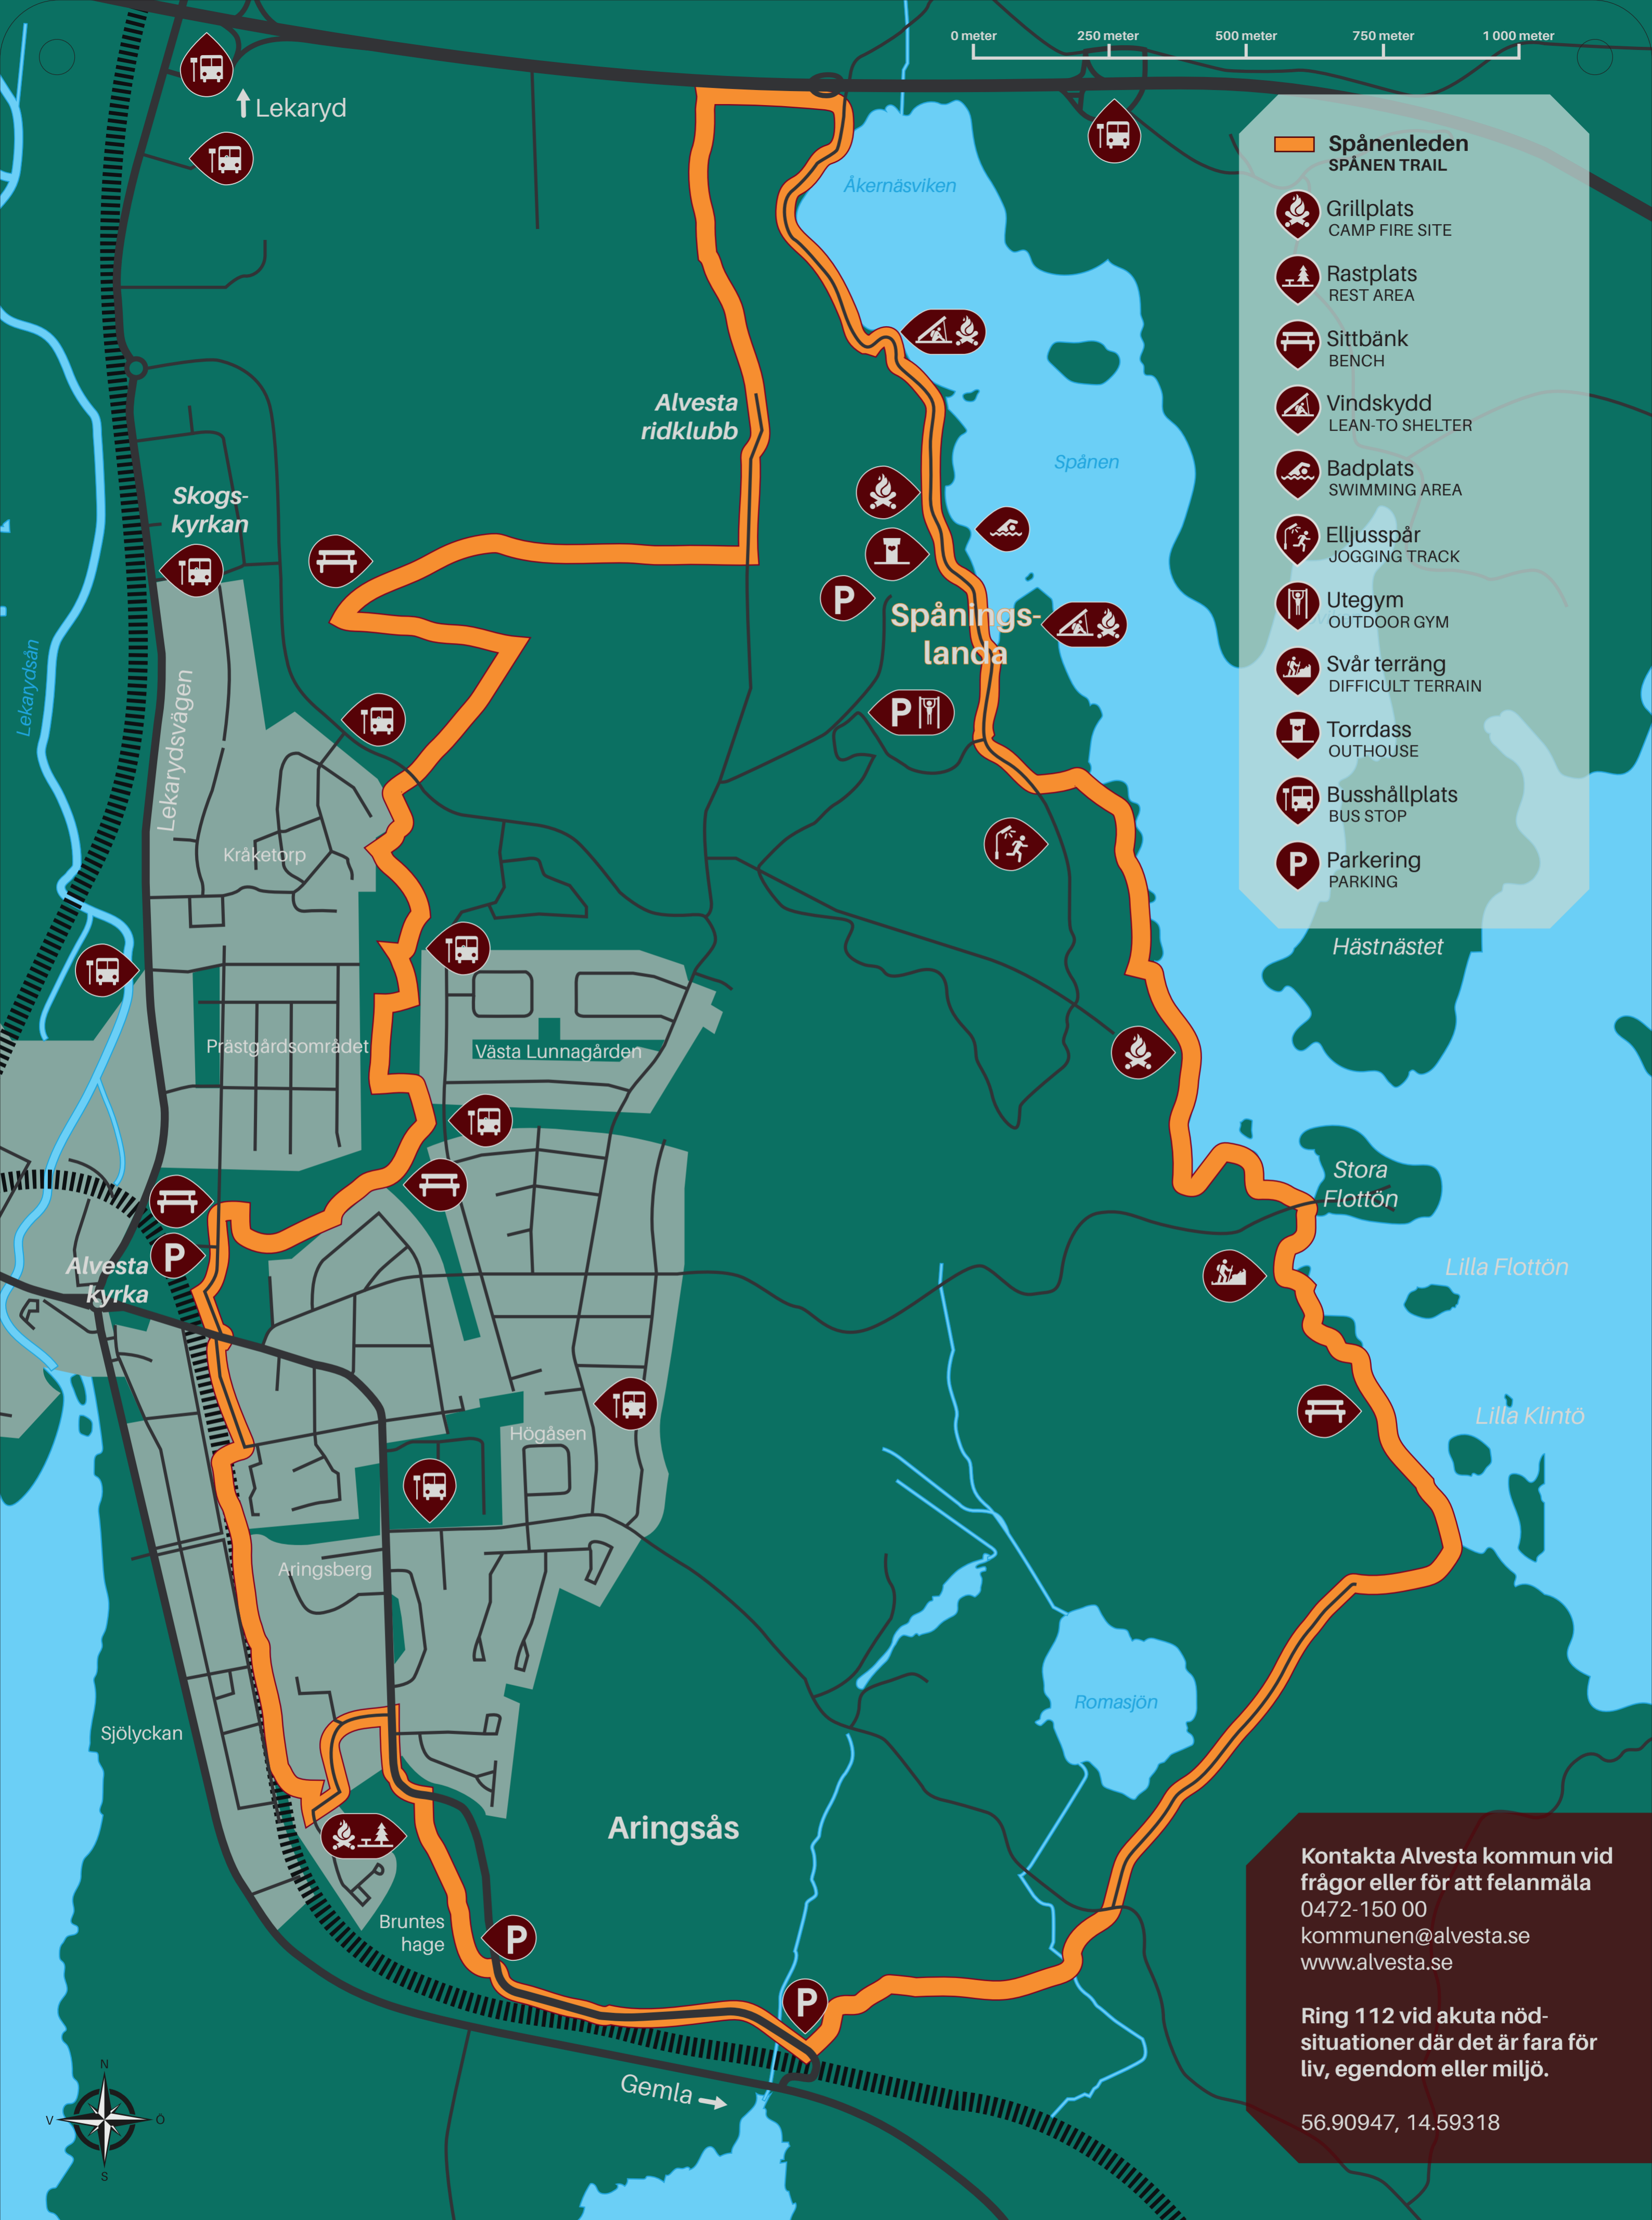 0 meter
250 meter
500 meter
750 meter
1 000 meter
Lekaryd
Åkernäsviken
Spånenleden
SPÅNEN TRAIL
Grillplats
CAMP FIRE SITE
Rastplats
REST AREA
Sittbänk
BENCH
Vindskydd
LEAN-TO SHELTER
Badplats
SWIMMING AREA
Elljusspår
JOGGING TRACK
Utegym
OUTDOOR GYM
Svår terräng
DIFFICULT TERRAIN
Torrdass
OUTHOUSE
Busshållplats
BUS STOP
P
Parkering
PARKING
Alvesta
ridklubb
Spånen
Skogs-
kyrkan
P
Spånings-
landa
P
Lekarydsån
Lekarydsvägen
Kråketorp
Hästnästet
Prästgårdsområdet
Västa Lunnagården
Stora
Flottön
P
Alvesta
kyrka
Lilla Flottön
Lilla Klintö
Högåsen
Aringsberg
Romasjön
Sjölyckan
Aringsås
Bruntes
hage
P
P
Gemla
Kontakta Alvesta kommun vid
frågor eller för att felanmäla
0472-150 00
kommunen@alvesta.se
www.alvesta.se
Ring 112 vid akuta nöd-
situationer där det är fara för
liv, egendom eller miljö.
56.90947, 14.59318
N
V
Ö
S